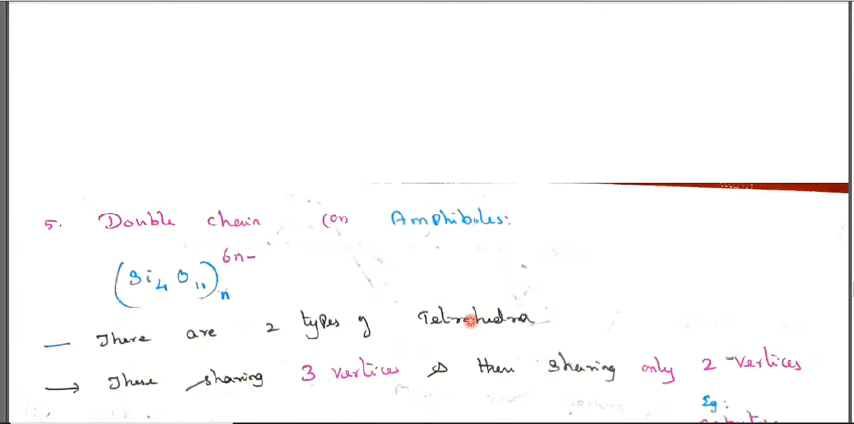 5. Double chain (or) Amphiboles:
(Si4 O11)n 6n-
— There are 2 types of Tetrahedra
→ These sharing 3 vertices & then sharing only 2-vertices
Eg: